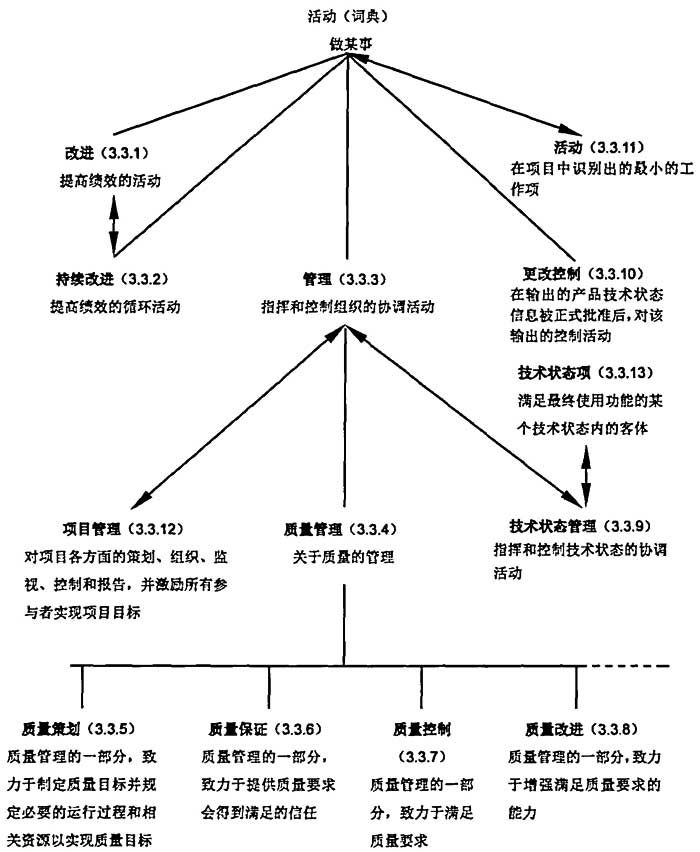 活动（词典）
做某事
改进（3.3.1）
提高绩效的活动
活动（3.3.11）
在项目中识别出的最小的工
作项
持续改进（3.3.2）
提高绩效的循环活动
管理（3.3.3）
指挥和控制组织的协调活动
更改控制（3.3.10）
在输出的产品技术状态
信息被正式批准后，对该
输出的控制活动
技术状态项（3.3.13）
满足最终使用功能的某
个技术状态内的客体
项目管理（3.3.12）
对项目各方面的策划、组织、监
视、控制和报告，并激励所有参
与者实现项目目标
质量管理（3.3.4）
关于质量的管理
技术状态管理（3.3.9）
指挥和控制技术状态的协调
活动
质量策划（3.3.5）
质量管理的一部分，致
力于制定质量目标并规
定必要的运行过程和相
关资源以实现质量目标
质量保证（3.3.6）
质量管理的一部分，
致力于提供质量要求
会得到满足的信任
质量控制
（3.3.7）
质量管理的一部
分，致力于满足
质量要求
质量改进（3.3.8）
质量管理的一部分，致力
于增强满足质量要求的
能力